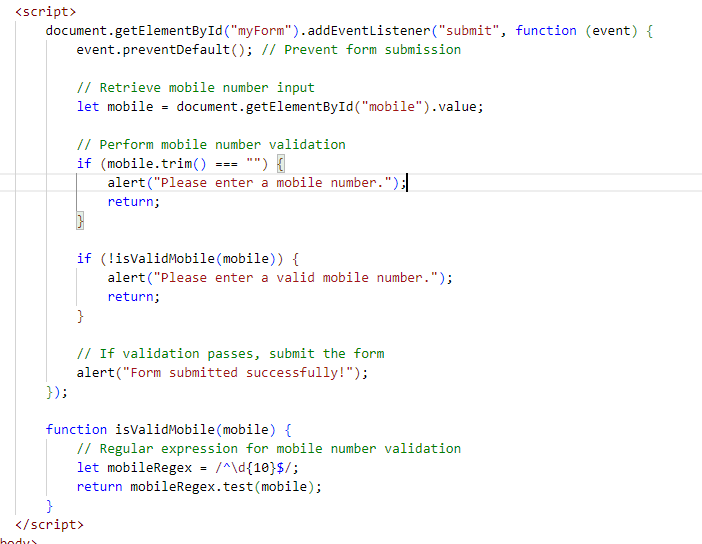 <script>
document.getElementById("myForm").addEventListener("submit", function (event) {
event.preventDefault(); // Prevent form submission
// Retrieve mobile number input
let mobile = document.getElementById("mobile").value;
// Perform mobile number validation
if (mobile.trim() === "") {
alert("Please enter a mobile number.");
return;
}
if (!isValidMobile(mobile)) {
alert("Please enter a valid mobile number.");
return;
}
// If validation passes, submit the form
alert("Form submitted successfully!");
});
function isValidMobile(mobile) {
// Regular expression for mobile number validation
let mobileRegex = /^\d{10}$/;
return mobileRegex.test(mobile);
}
</script>